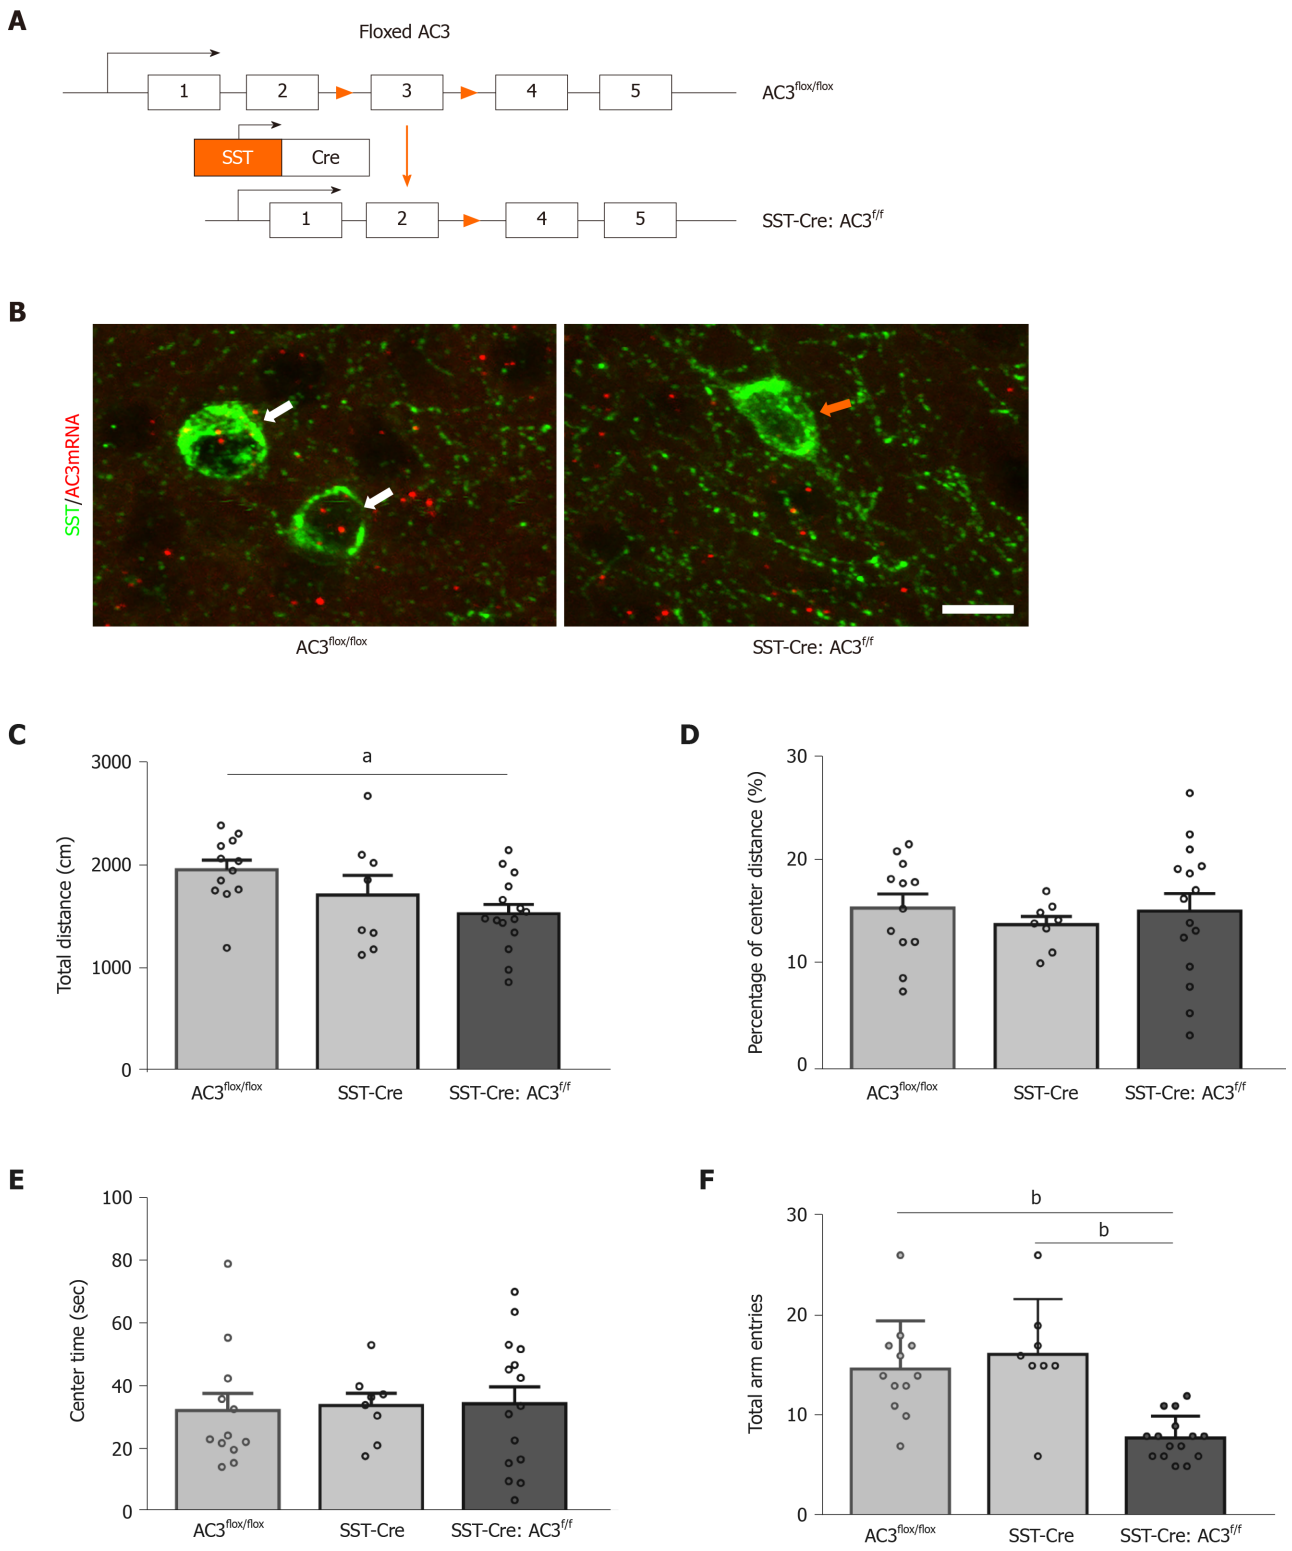 A
Floxed AC3
1 2 3 4 5 AC3flox/flox
SST Cre
1 2 4 5 SST-Cre: AC3f/f
B
SST/AC3mRNA
AC3flox/flox SST-Cre: AC3f/f
C
Total distance (cm)
3000
2000
1000
0
a
AC3flox/flox SST-Cre SST-Cre: AC3f/f
D
Percentage of center distance (%)
30
20
10
0
AC3flox/flox SST-Cre SST-Cre: AC3f/f
E
Center time (sec)
100
80
60
40
20
0
AC3flox/flox SST-Cre SST-Cre: AC3f/f
F
Total arm entries
30
20
10
0
b
b
AC3flox/flox SST-Cre SST-Cre: AC3f/f